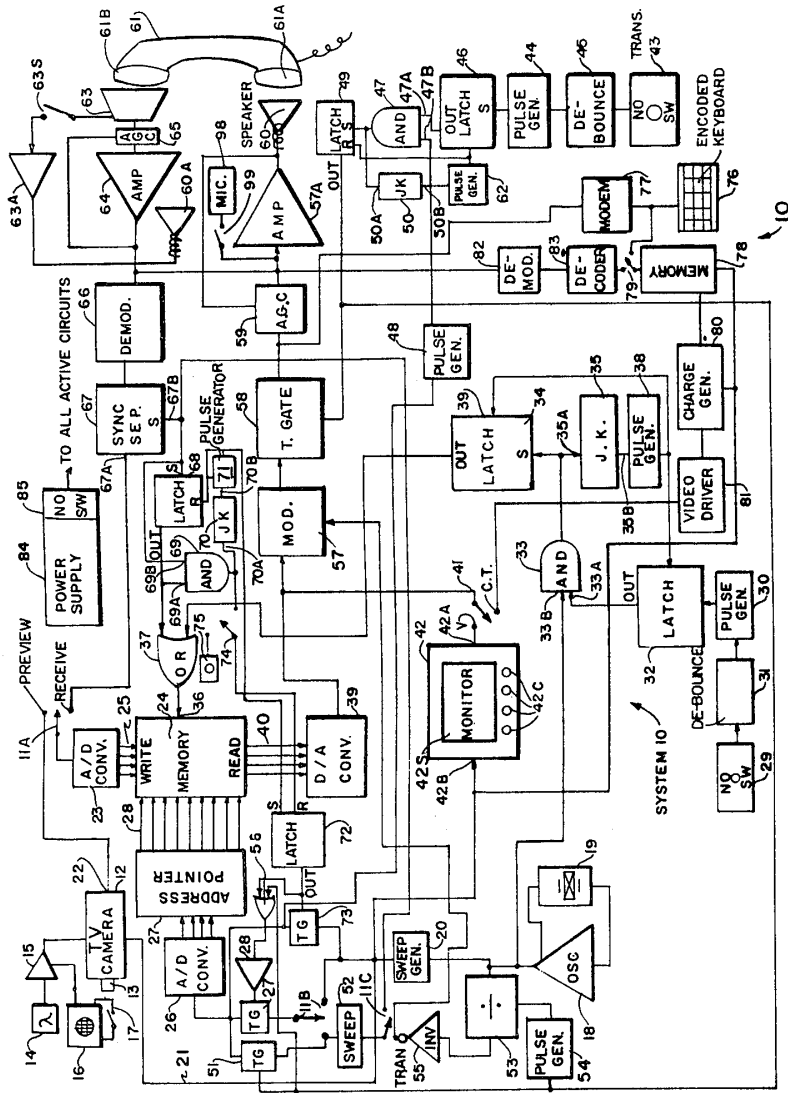 61B
61
61A
63S
63
A G C
65
63A
64
AMP
60A
SPEAKER
60
98
MIC.
99
AMP
57A
49
LATCH
R S
OUT
47
AND
47A
47B
46
OUT
LATCH
S
44
PULSE
GEN.
45
DE-
BOUNCE
TRANS.
43
NO
SW
50A
JK
50
50B
PULSE
GEN.
62
ENCODED
KEYBOARD
77
MODEM
76
10
66
DEMOD.
67
SYNC
SEP.
S
67B
67A
TO ALL ACTIVE CIRCUITS
85
NO
S/W
84
POWER
SUPPLY
59
A.G.C
82
DE-
MOD.
83
DE-
CODER
79
78
MEMORY
48
PULSE
GEN.
58
T. GATE
PULSE GENERATOR
68
LATCH
S
R
OUT
71
70B
JK
70
70A
69
69B
AND
69A
MOD.
57
39
OUT
LATCH
34
S
35A
35
J.K.
38
PULSE
GEN.
35B
80
CHARGE
GEN.
81
VIDEO
DRIVER
PREVIEW
RECEIVE
11A
37
OR
75
74
36
25
24
23
A/D
CONV.
WRITE
MEMORY
READ
40
D/A
CONV.
39
41
C.T.
V
42A
42
MONITOR
42S
42C
42B
33
AND
33B
33A
OUT
32
LATCH
30
PULSE
GEN.
DE-BOUNCE
31
29
NO
SW
SYSTEM 10
22
12
TV
CAMERA
13
15
14
λ
16
17
21
28
ADDRESS
POINTER
27
26
A/D
CONV.
S
R
LATCH
72
OUT
56
TG
73
28
TG
27
51
TG
11B
52
SWEEP
11C
20
SWEEP
GEN.
TRAN
INV
55
÷
53
PULSE
GEN.
54
OSC
18
19